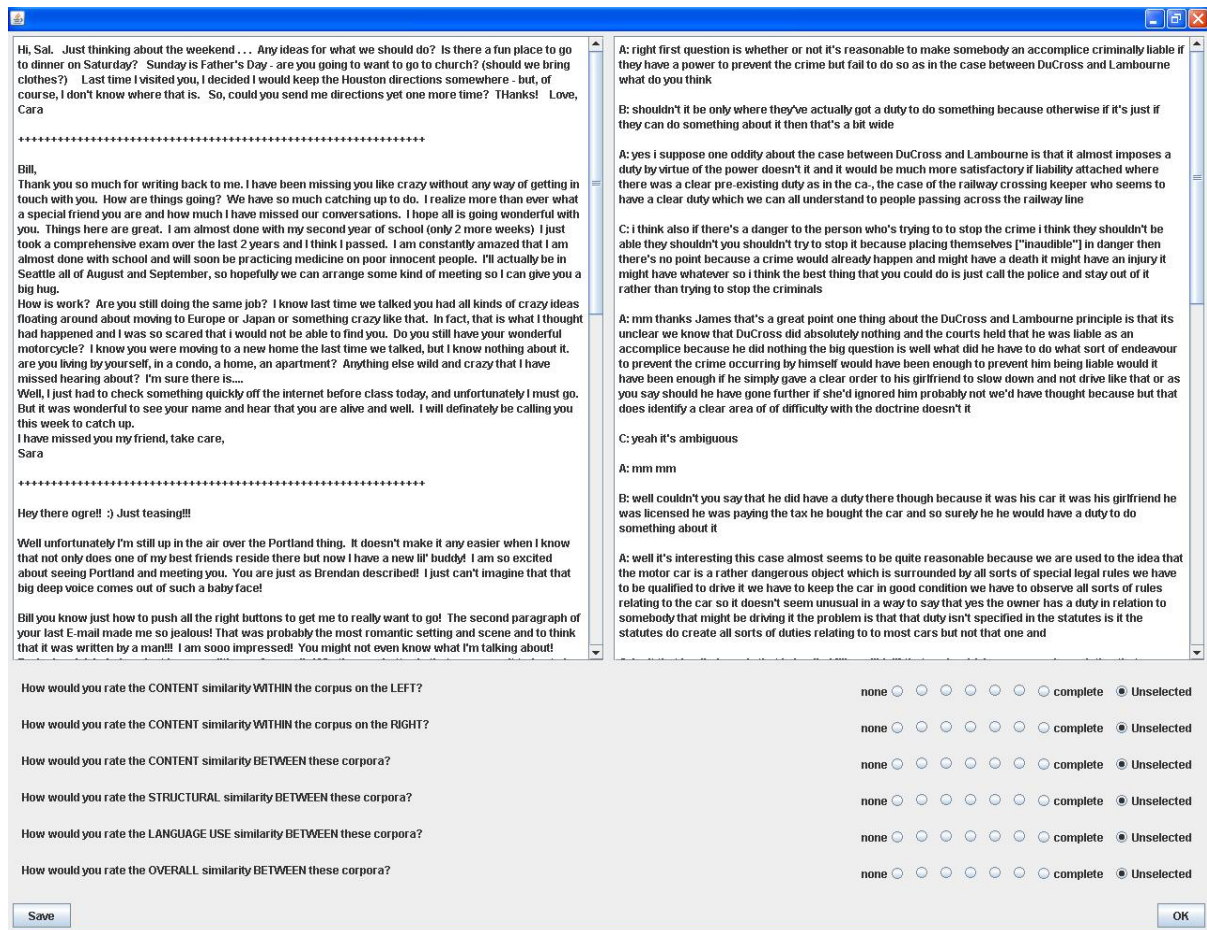 Hi, Sal. Just thinking about the weekend . . . Any ideas for what we should do? Is there a fun place to go
to dinner on Saturday? Sunday is Father's Day - are you going to want to go to church? (should we bring
clothes?) Last time I visited you, I decided I would keep the Houston directions somewhere - but, of
course, I don't know where that is. So, could you send me directions yet one more time? THanks! Love,
Cara
++++++++++++++++++++++++++++++++++++++++++++++++++++++++++++++
Bill,
Thank you so much for writing back to me. I have been missing you like crazy without any way of getting in
touch with you. How are things going? We have so much catching up to do. I realize more than ever what
a special friend you are and how much I have missed our conversations. I hope all is going wonderful with
you. Things here are great. I am almost done with my second year of school (only 2 more weeks) I just
took a comprehensive exam over the last 2 years and I think I passed. I am constantly amazed that I am
almost done with school and will soon be practicing medicine on poor innocent people. I'll actually be in
Seattle all of August and September, so hopefully we can arrange some kind of meeting so I can give you a
big hug.
How is work? Are you still doing the same job? I know last time we talked you had all kinds of crazy ideas
floating around about moving to Europe or Japan or something crazy like that. In fact, that is what I thought
had happened and I was so scared that i would not be able to find you. Do you still have your wonderful
motorcycle? I know you were moving to a new home the last time we talked, but I know nothing about it.
are you living by yourself, in a condo, a home, an apartment? Anything else wild and crazy that I have
missed hearing about? I'm sure there is....
Well, I just had to check something quickly off the internet before class today, and unfortunately I must go.
But it was wonderful to see your name and hear that you are alive and well. I will definately be calling you
this week to catch up.
I have missed you my friend, take care,
Sara
++++++++++++++++++++++++++++++++++++++++++++++++++++++++++++++
Hey there ogre!! :) Just teasing!!!
Well unfortunately I'm still up in the air over the Portland thing. It doesn't make it any easier when I know
that not only does one of my best friends reside there but now I have a new lil' buddy! I am so excited
about seeing Portland and meeting you. You are just as Brendan described! I just can't imagine that that
big deep voice comes out of such a baby face!
Bill you know just how to push all the right buttons to get me to really want to go! The second paragraph of
your last E-mail made me so jealous! That was probably the most romantic setting and scene and to think
that it was written by a man!!! I am sooo impressed! You might not even know what I'm talking about!
A: right first question is whether or not it's reasonable to make somebody an accomplice criminally liable if
they have a power to prevent the crime but fail to do so as in the case between DuCross and Lambourne
what do you think
B: shouldn't it be only where they've actually got a duty to do something because otherwise if it's just if
they can do something about it then that's a bit wide
A: yes i suppose one oddity about the case between DuCross and Lambourne is that it almost imposes a
duty by virtue of the power doesn't it and it would be much more satisfactory if liability attached where
there was a clear pre-existing duty as in the ca-, the case of the railway crossing keeper who seems to
have a clear duty which we can all understand to people passing across the railway line
C: i think also if there's a danger to the person who's trying to to stop the crime i think they shouldn't be
able they shouldn't you shouldn't try to stop it because placing themselves ["inaudible"] in danger then
there's no point because a crime would already happen and might have a death it might have an injury it
might have whatever so i think the best thing that you could do is just call the police and stay out of it
rather than trying to stop the criminals
A: mm thanks James that's a great point one thing about the DuCross and Lambourne principle is that its
unclear we know that DuCross did absolutely nothing and the courts held that he was liable as an
accomplice because he did nothing the big question is well what did he have to do what sort of endeavour
to prevent the crime occurring by himself would have been enough to prevent him being liable would it
have been enough if he simply gave a clear order to his girlfriend to slow down and not drive like that or as
you say should he have gone further if she'd ignored him probably not we'd have thought because but that
does identify a clear area of of difficulty with the doctrine doesn't it
C: yeah it's ambiguous
A: mm mm
B: well couldn't you say that he did have a duty there though because it was his car it was his girlfriend he
was licensed he was paying the tax he bought the car and so surely he he would have a duty to do
something about it
A: well it's interesting this case almost seems to be quite reasonable because we are used to the idea that
the motor car is a rather dangerous object which is surrounded by all sorts of special legal rules we have
to be qualified to drive it we have to keep the car in good condition we have to observe all sorts of rules
relating to the car so it doesn't seem unusual in a way to say that yes the owner has a duty in relation to
somebody that might be driving it the problem is that that duty isn't specified in the statutes is it the
statutes do create all sorts of duties relating to to most cars but not that one and
How would you rate the CONTENT similarity WITHIN the corpus on the LEFT? none complete Unselected
How would you rate the CONTENT similarity WITHIN the corpus on the RIGHT? none complete Unselected
How would you rate the CONTENT similarity BETWEEN these corpora? none complete Unselected
How would you rate the STRUCTURAL similarity BETWEEN these corpora? none complete Unselected
How would you rate the LANGUAGE USE similarity BETWEEN these corpora? none complete Unselected
How would you rate the OVERALL similarity BETWEEN these corpora? none complete Unselected
Save OK